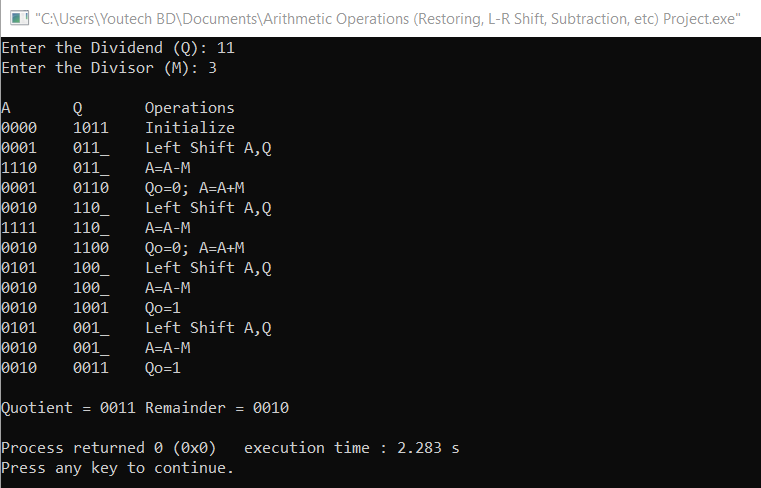 "C:\Users\Youtech BD\Documents\Arithmetic Operations (Restoring, L-R Shift, Subtraction, etc) Project.exe"
Enter the Dividend (Q): 11
Enter the Divisor (M): 3
A Q Operations
0000 1011 Initialize
0001 011_ Left Shift A,Q
1110 011_ A=A-M
0001 0110 Qo=0; A=A+M
0010 110_ Left Shift A,Q
1111 110_ A=A-M
0010 1100 Qo=0; A=A+M
0101 100_ Left Shift A,Q
0010 100_ A=A-M
0010 1001 Qo=1
0101 001_ Left Shift A,Q
0010 001_ A=A-M
0010 0011 Qo=1
Quotient = 0011 Remainder = 0010
Process returned 0 (0x0) execution time : 2.283 s
Press any key to continue.